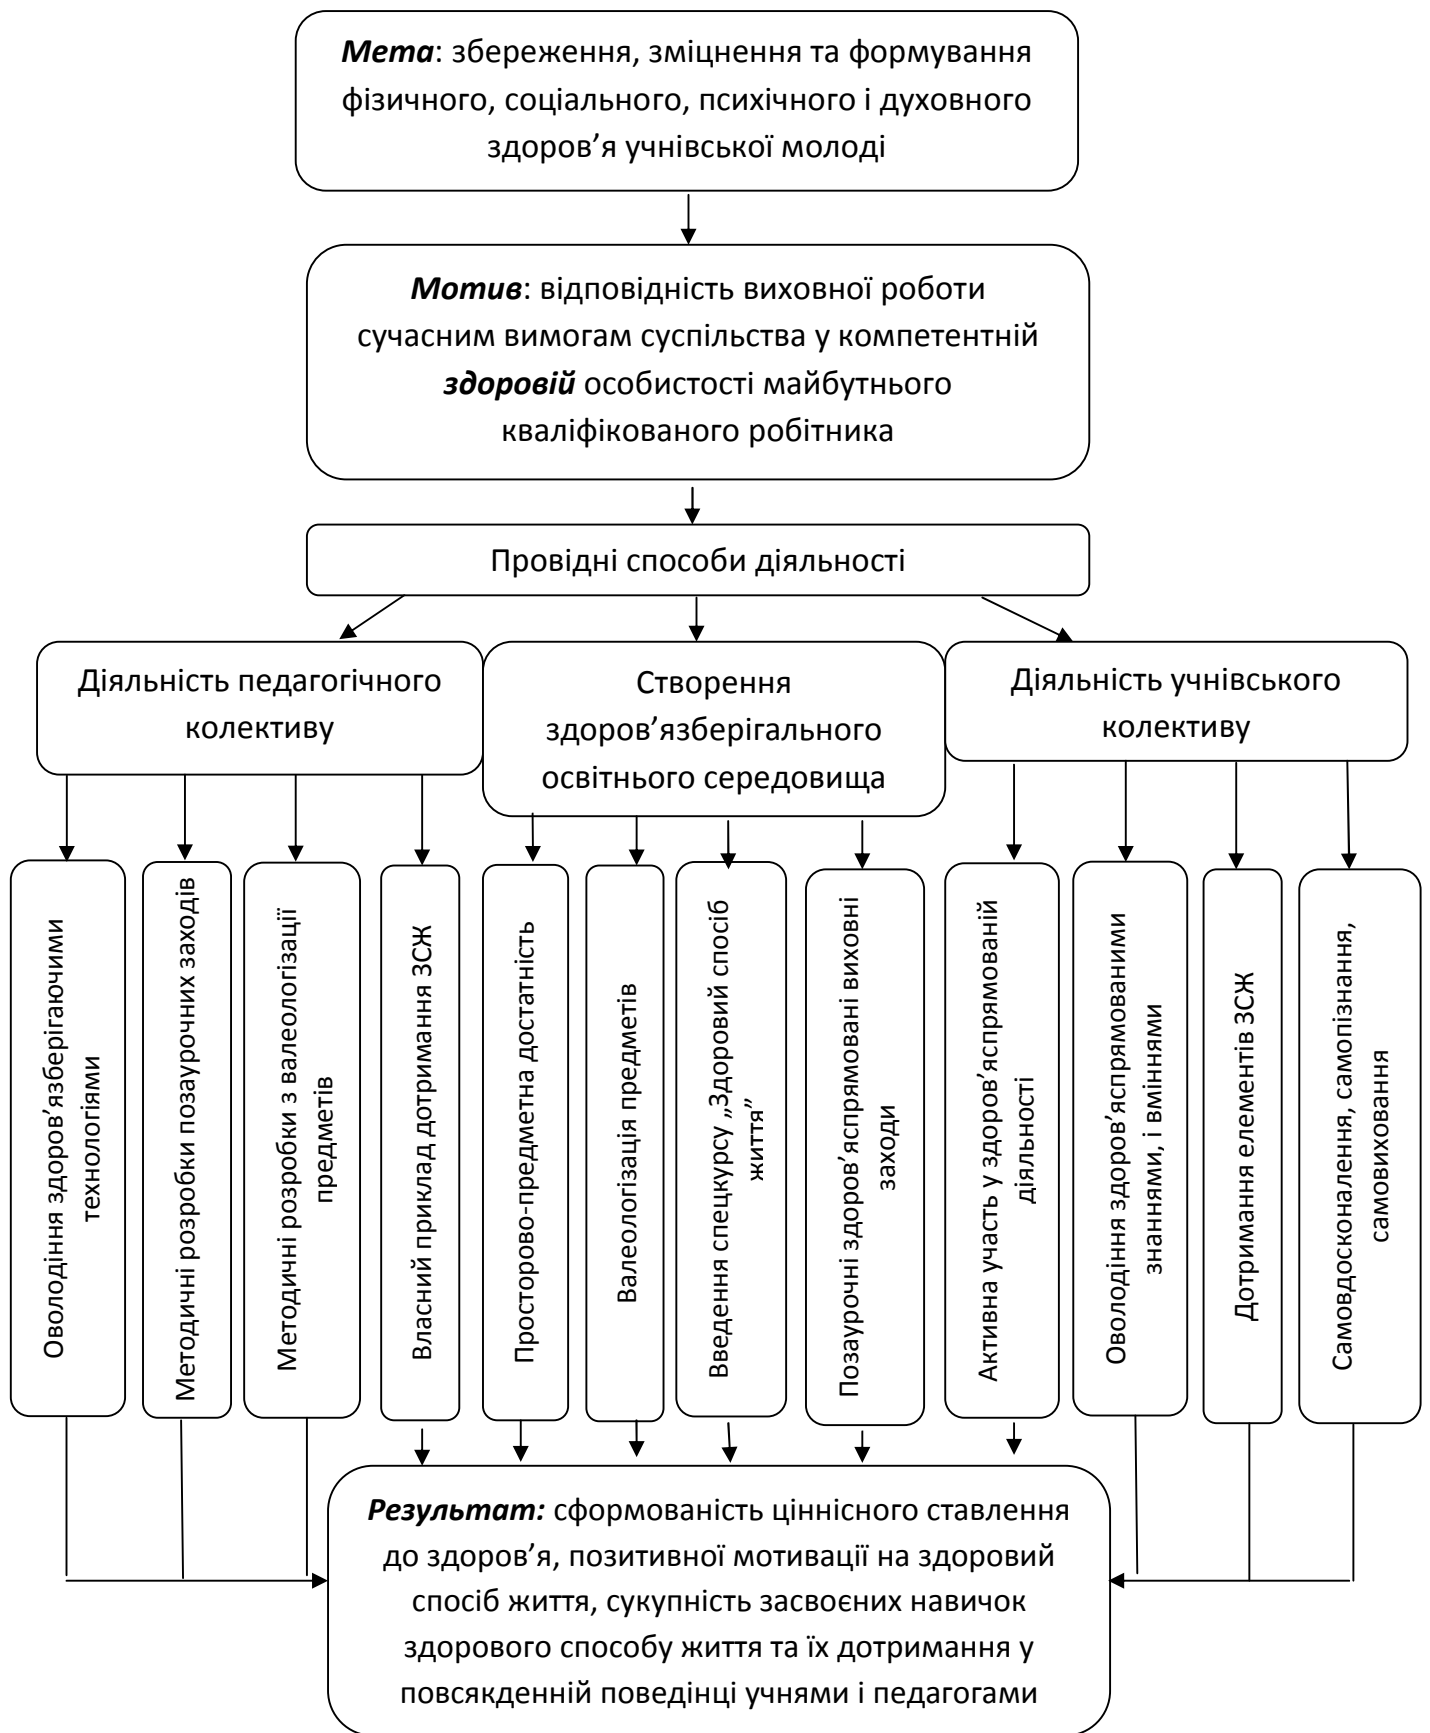 Мета: збереження, зміцнення та формування
фізичного, соціального, психічного і духовного
здоров’я учнівської молоді
Мотив: відповідність виховної роботи
сучасним вимогам суспільства у компетентній
здоровій особистості майбутнього
кваліфікованого робітника
Провідні способи діяльності
Діяльність педагогічного
колективу
Створення
здоров’язберігального
освітнього середовища
Діяльність учнівського
колективу
Оволодіння здоров’язберігаючими
технологіями
Методичні розробки позаурочних заходів
Методичні розробки з валеологізації
предметів
Власний приклад дотримання ЗСЖ
Просторово-предметна достатність
Валеологізація предметів
Введення спецкурсу „Здоровий спосіб
життя”
Позаурочні здоров’яспрямовані виховні
заходи
Активна участь у здоров’яспрямованій
діяльності
Оволодіння здоров’яспрямованими
знаннями, і вміннями
Дотримання елементів ЗСЖ
Самовдосконалення, самопізнання,
самовиховання
Результат: сформованість ціннісного ставлення
до здоров’я, позитивної мотивації на здоровий
спосіб життя, сукупність засвоєних навичок
здорового способу життя та їх дотримання у
повсякденній поведінці учнями і педагогами